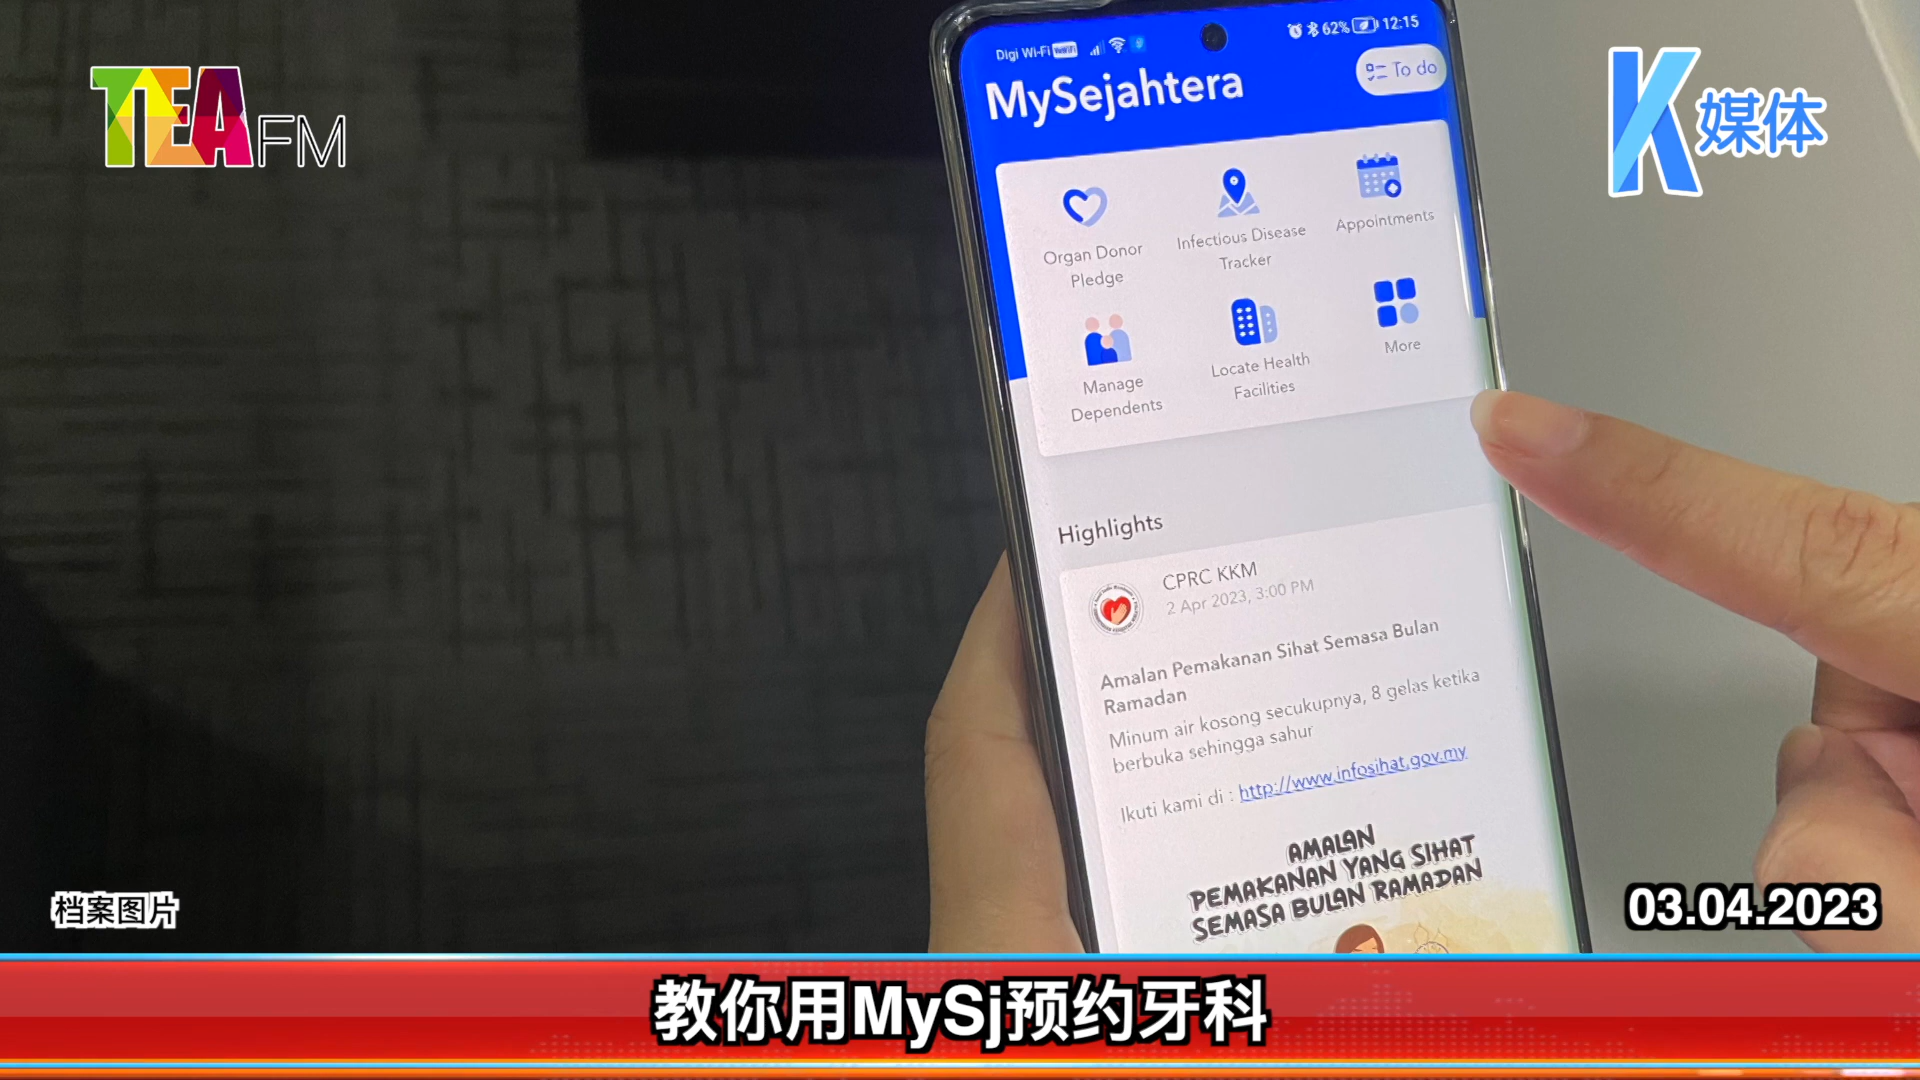 TEA FM
K媒体
Digi Wi-Fi
62% 12:15
MySejahtera
To do
Organ Donor
Pledge
Infectious Disease
Tracker
Appointments
Manage
Dependents
Locate Health
Facilities
More
Highlights
CPRC KKM
2 Apr 2023, 3:00 PM
Amalan Pemakanan Sihat Semasa Bulan
Ramadan
Minum air kosong secukupnya, 8 gelas ketika
berbuka sehingga sahur
Ikuti kami di : http://www.infosihat.gov.my
AMALAN
PEMAKANAN YANG SIHAT
SEMASA BULAN RAMADAN
档案图片
03.04.2023
教你用MySj预约牙科